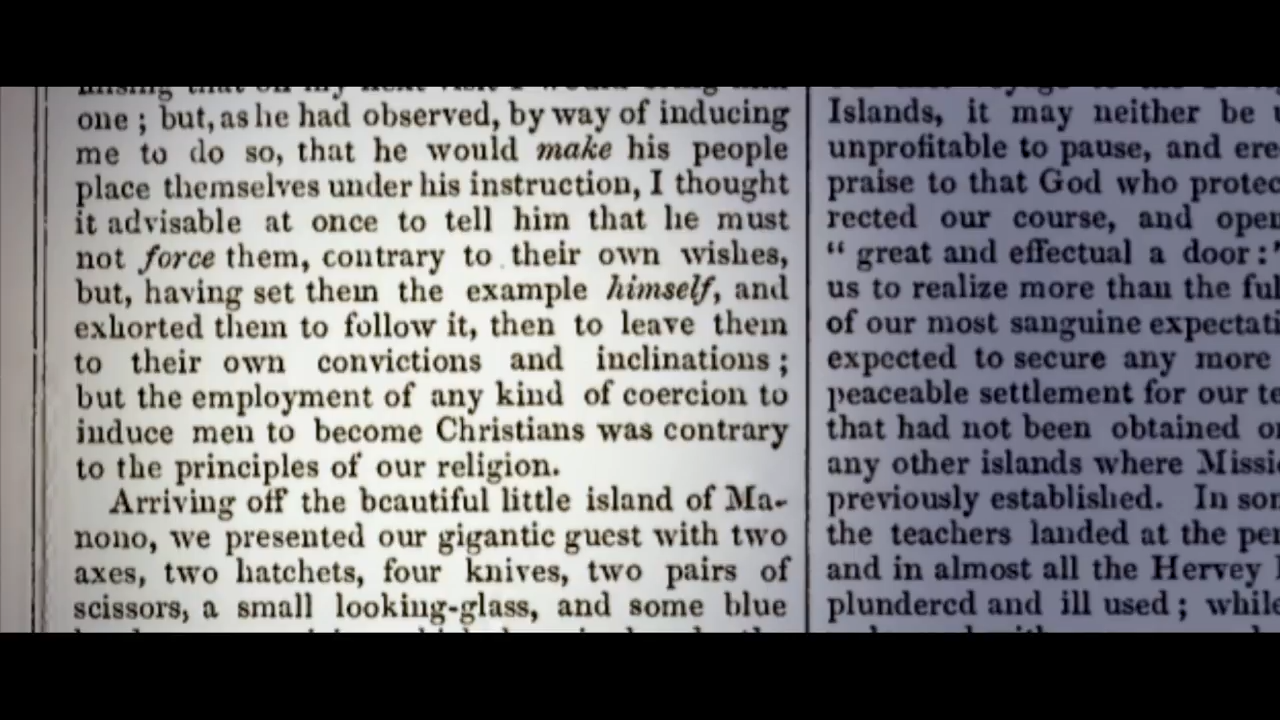 one ; but, as he had observed, by way of inducing
me to do so, that he would make his people
place themselves under his instruction, I thought
it advisable at once to tell him that he must
not force them, contrary to their own wishes,
but, having set them the example himself, and
exhorted them to follow it, then to leave them
to their own convictions and inclinations ;
but the employment of any kind of coercion to
induce men to become Christians was contrary
to the principles of our religion.
Arriving off the beautiful little island of Ma-
nono, we presented our gigantic guest with two
axes, two hatchets, four knives, two pairs of
scissors, a small looking-glass, and some blue
Islands, it may neither be
unprofitable to pause, and ere
praise to that God who protec
rected our course, and open
“ great and effectual a door :”
us to realize more than the ful
of our most sanguine expectati
expected to secure any more
peaceable settlement for our te
that had not been obtained
any other islands where Missi
previously established. In
the teachers landed at the
and in almost all the Hervey
plundered and ill used ; while